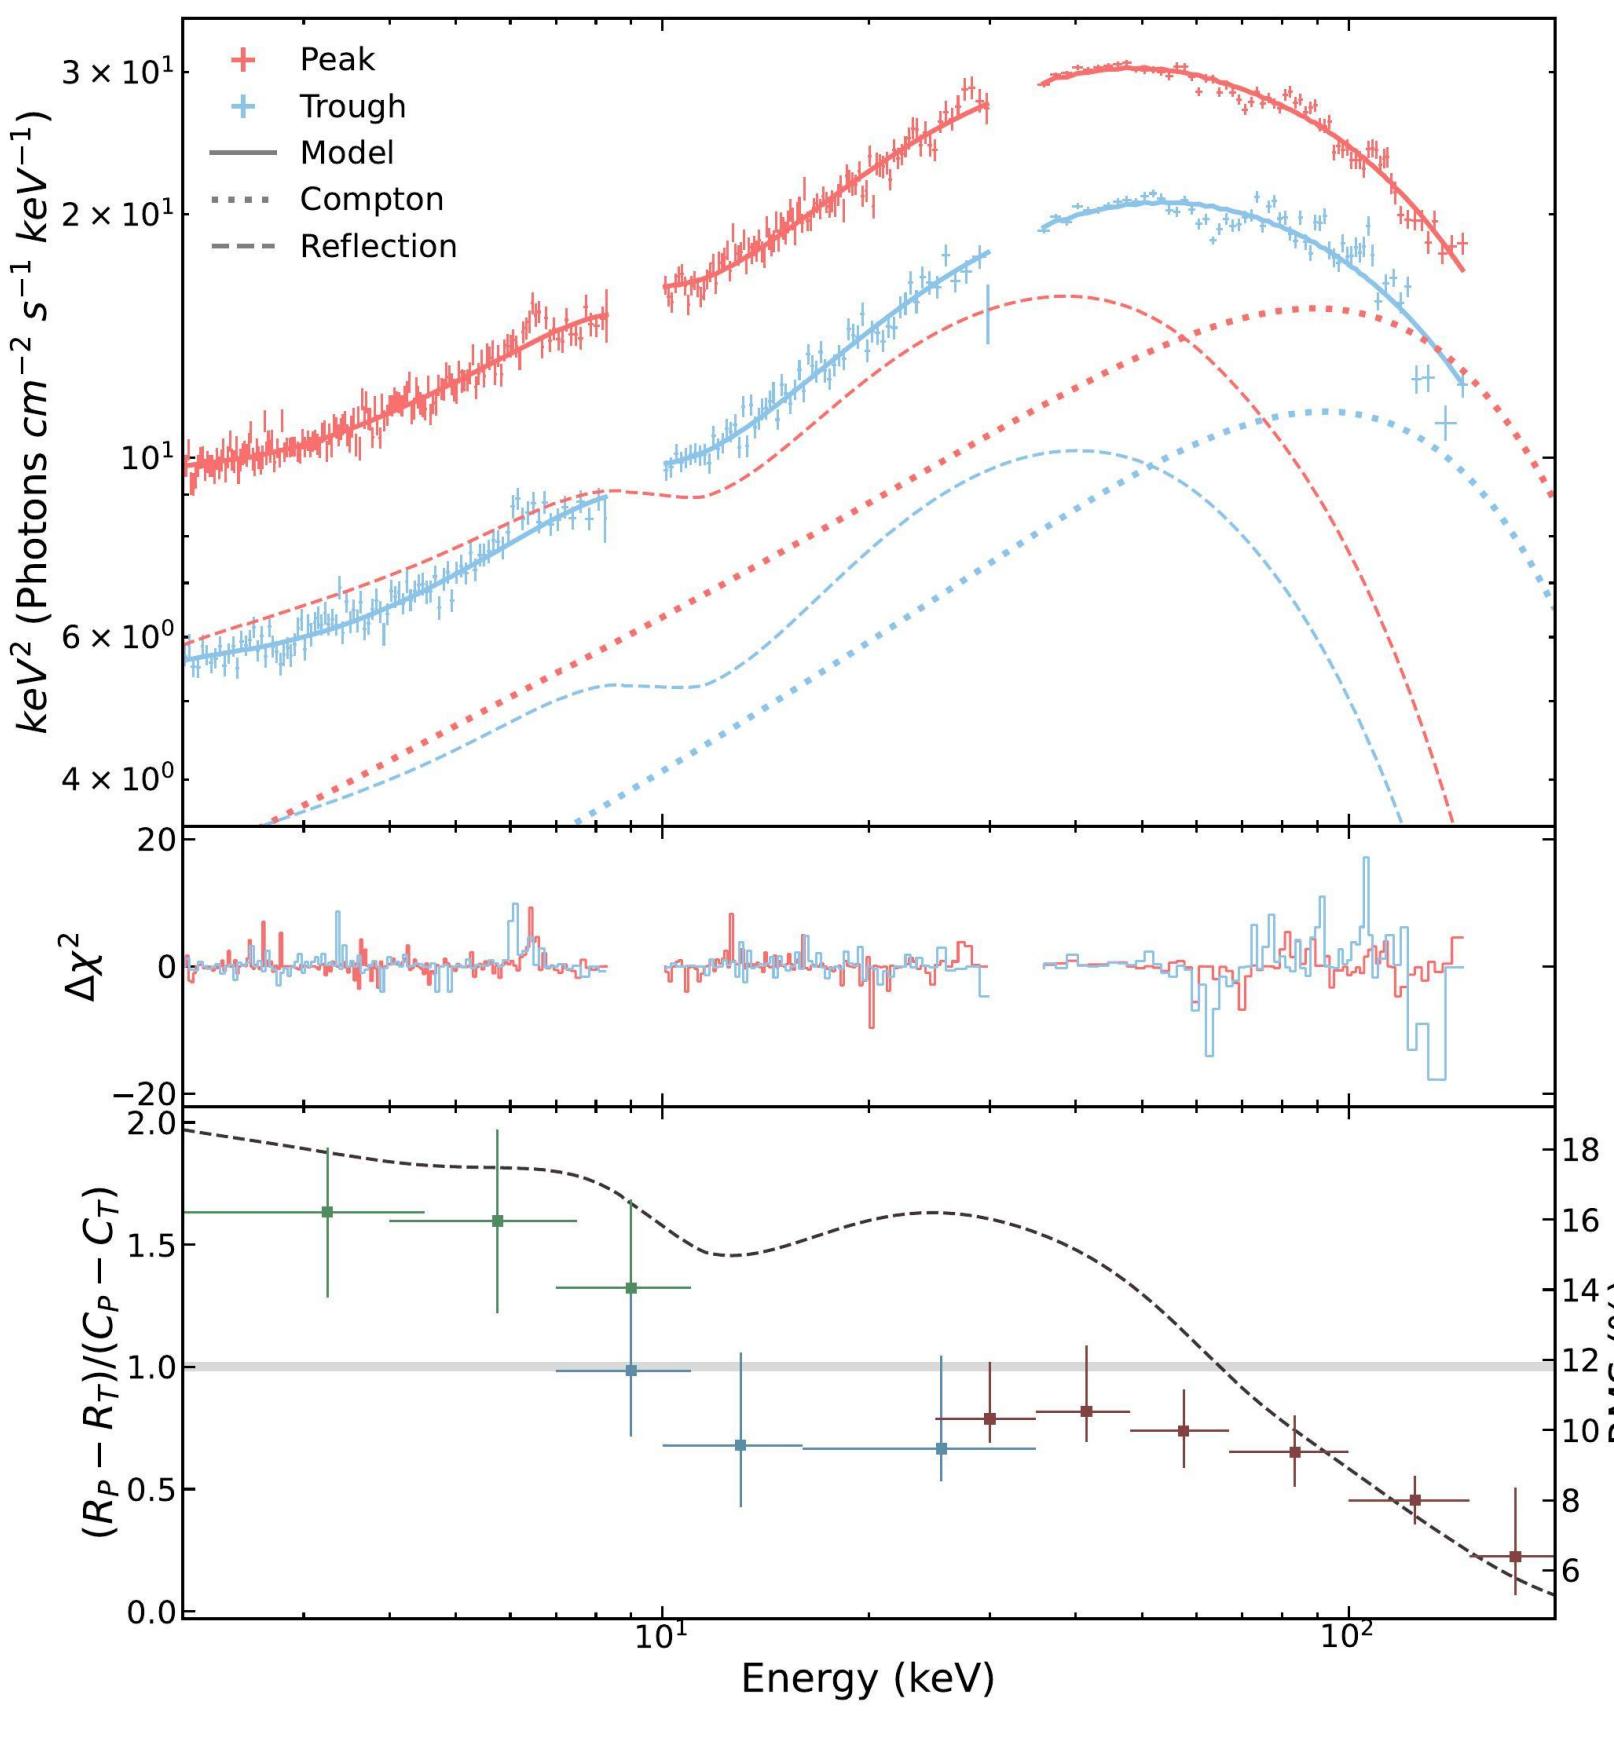 keV² (Photons cm⁻² s⁻¹ keV⁻¹)
3 × 10¹
2 × 10¹
10¹
6 × 10⁰
4 × 10⁰
Peak
Trough
Model
Compton
Reflection
Δχ²
20
0
−20
(R_P − R_T)/(C_P − C_T)
2.0
1.5
1.0
0.5
0.0
18
16
14
12
10
8
6
10¹
10²
Energy (keV)